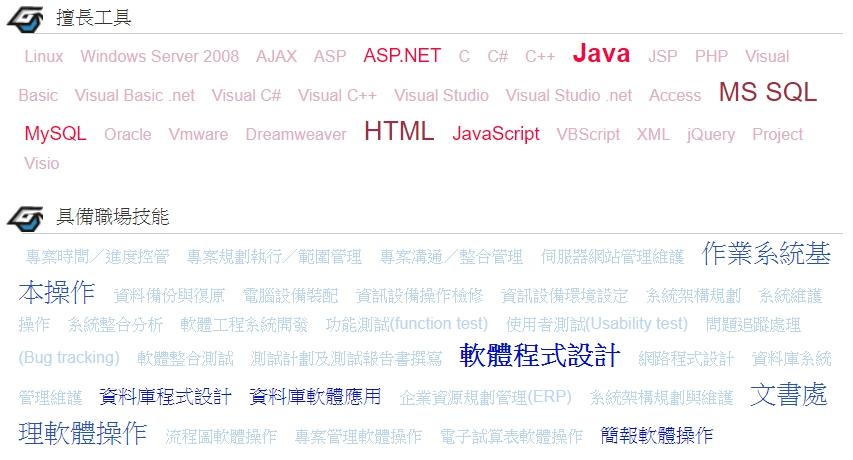 擅長工具
Linux Windows Server 2008 AJAX ASP ASP.NET C C# C++ Java JSP PHP Visual
Basic Visual Basic .net Visual C# Visual C++ Visual Studio Visual Studio .net Access MS SQL
MySQL Oracle Vmware Dreamweaver HTML JavaScript VBScript XML jQuery Project
Visio
具備職場技能
專案時間／進度控管 專案規劃執行／範圍管理 專案溝通／整合管理 伺服器網站管理維護 作業系統基
本操作 資料備份與復原 電腦設備裝配 資訊設備操作檢修 資訊設備環境設定 系統架構規劃 系統維護
操作 系統整合分析 軟體工程系統開發 功能測試(function test) 使用者測試(Usability test) 問題追蹤處理
(Bug tracking) 軟體整合測試 測試計劃及測試報告書撰寫 軟體程式設計 網路程式設計 資料庫系統
管理維護 資料庫程式設計 資料庫軟體應用 企業資源規劃管理(ERP) 系統架構規劃與維護 文書處
理軟體操作 流程圖軟體操作 專案管理軟體操作 電子試算表軟體操作 簡報軟體操作